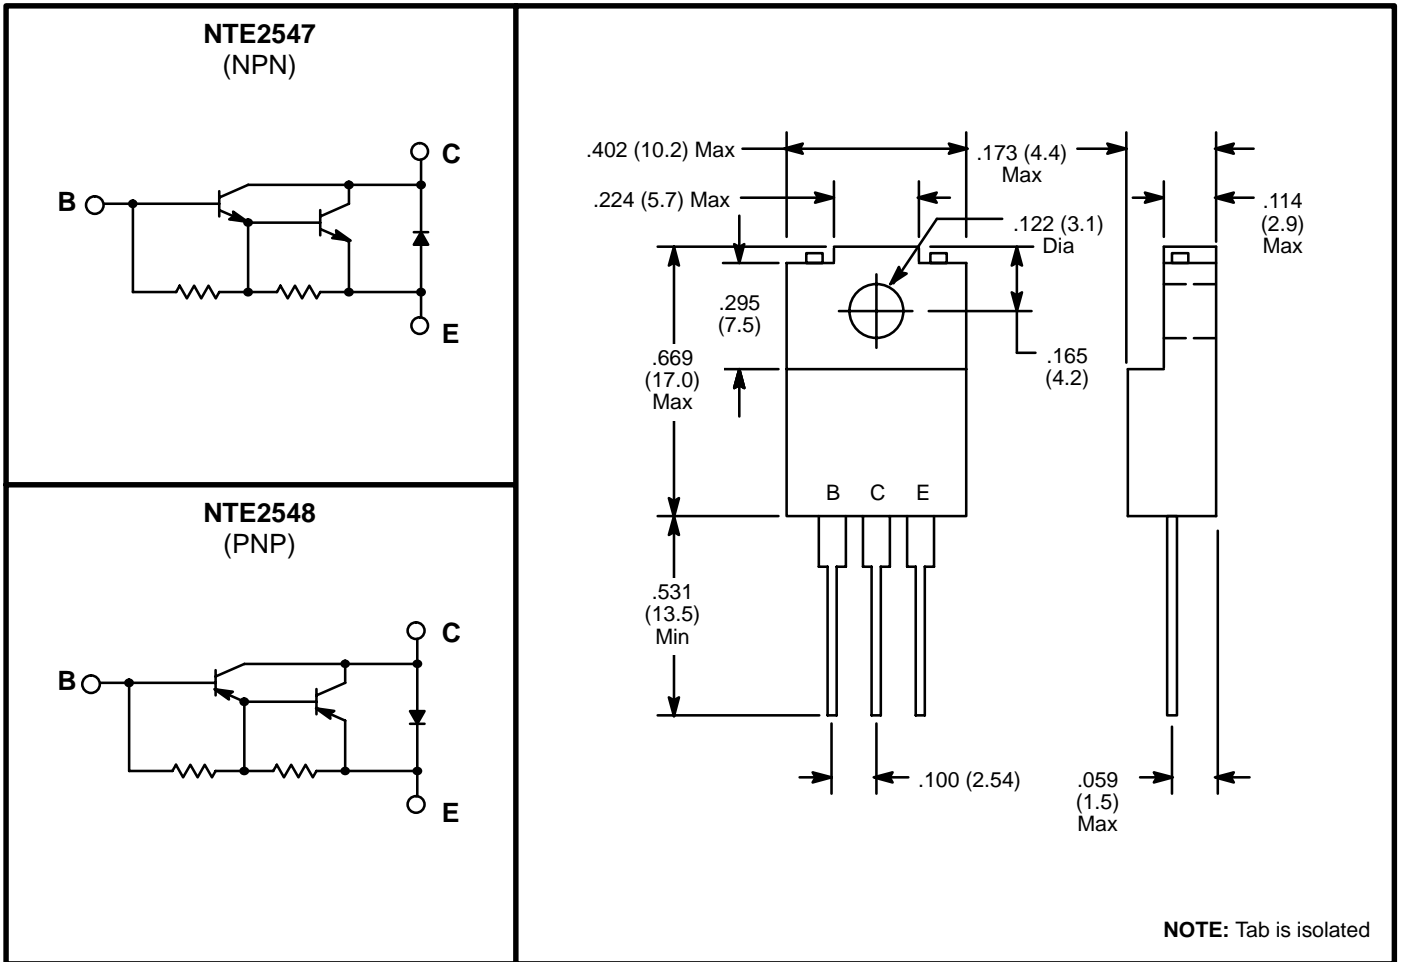 NTE2547
(NPN)
C
B
E
NTE2548
(PNP)
C
B
E
.402 (10.2) Max
.173 (4.4)
Max
.224 (5.7) Max
.122 (3.1)
Dia
.114
(2.9)
Max
.295
(7.5)
.669
(17.0)
Max
.165
(4.2)
B C E
.531
(13.5)
Min
.100 (2.54)
.059
(1.5)
Max
NOTE: Tab is isolated